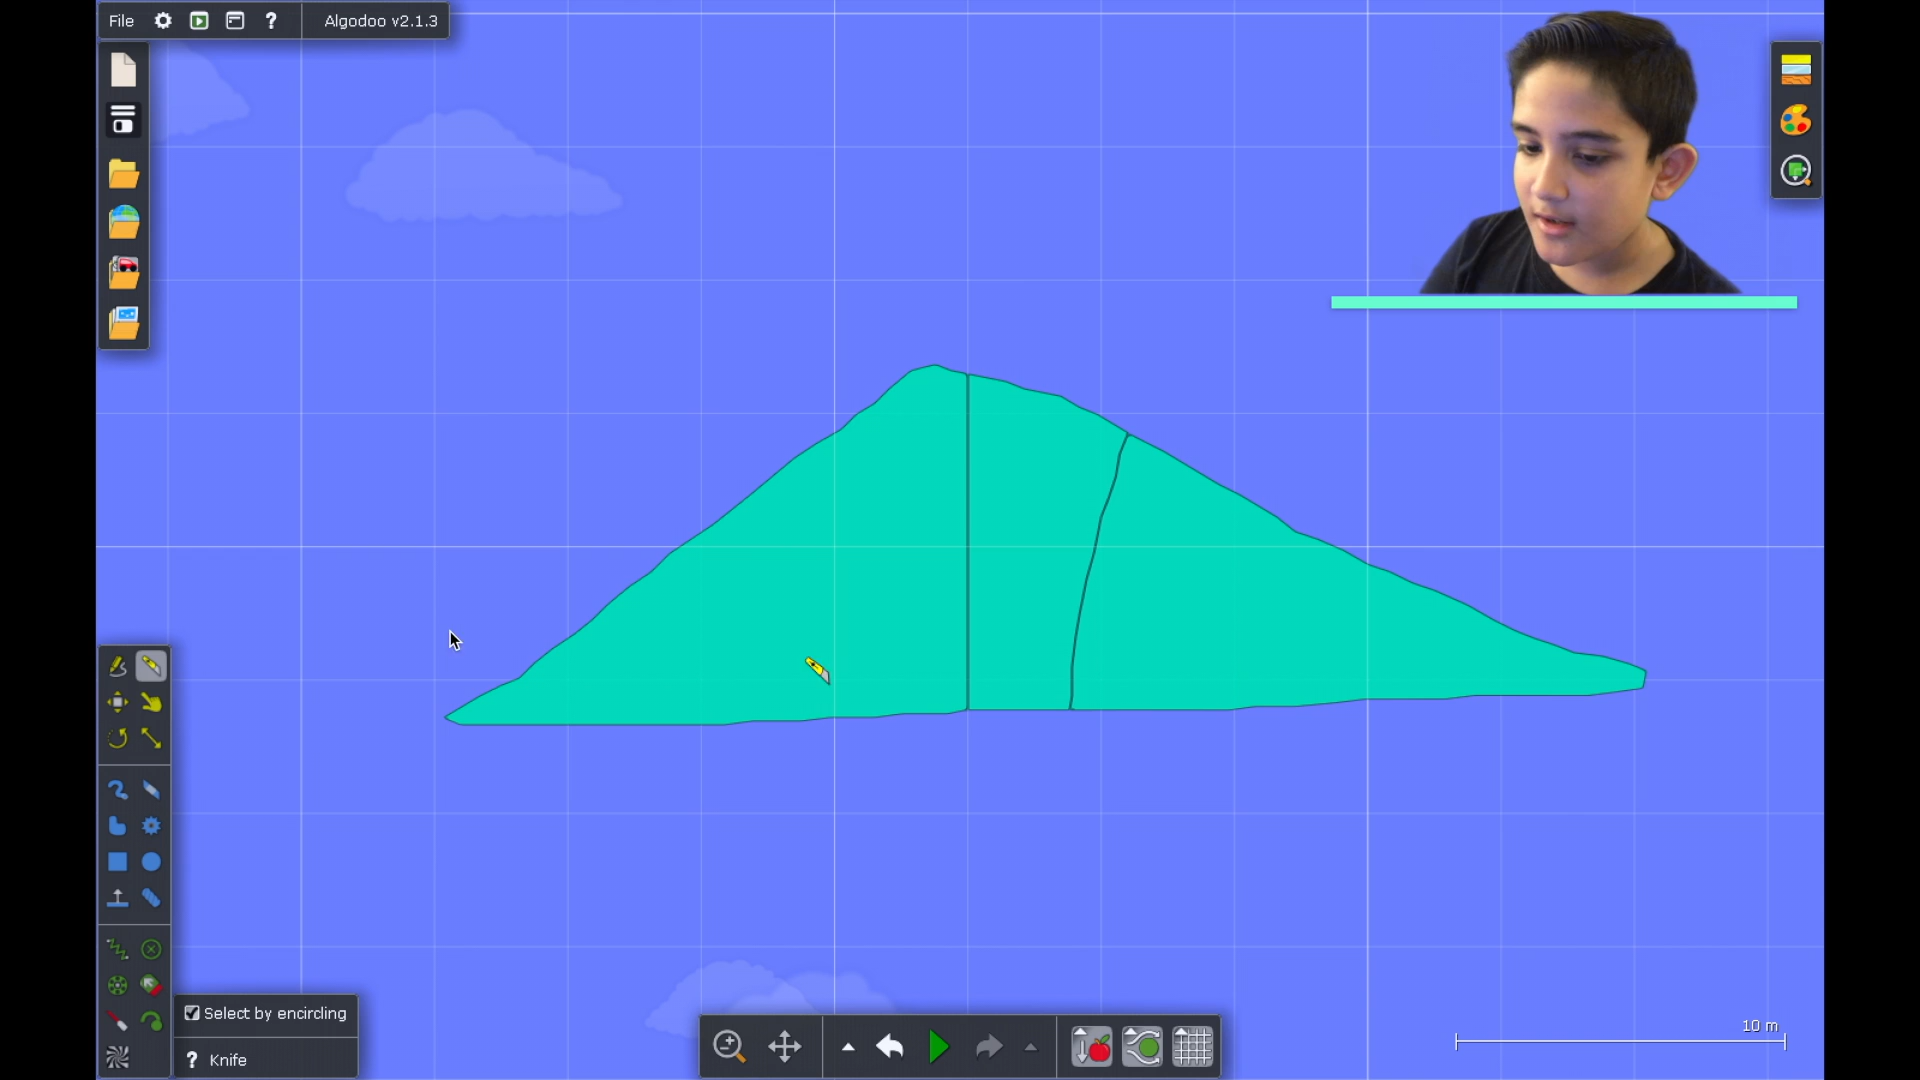 File ? Algodoo v2.1.3
Select by encircling
? Knife
10 m